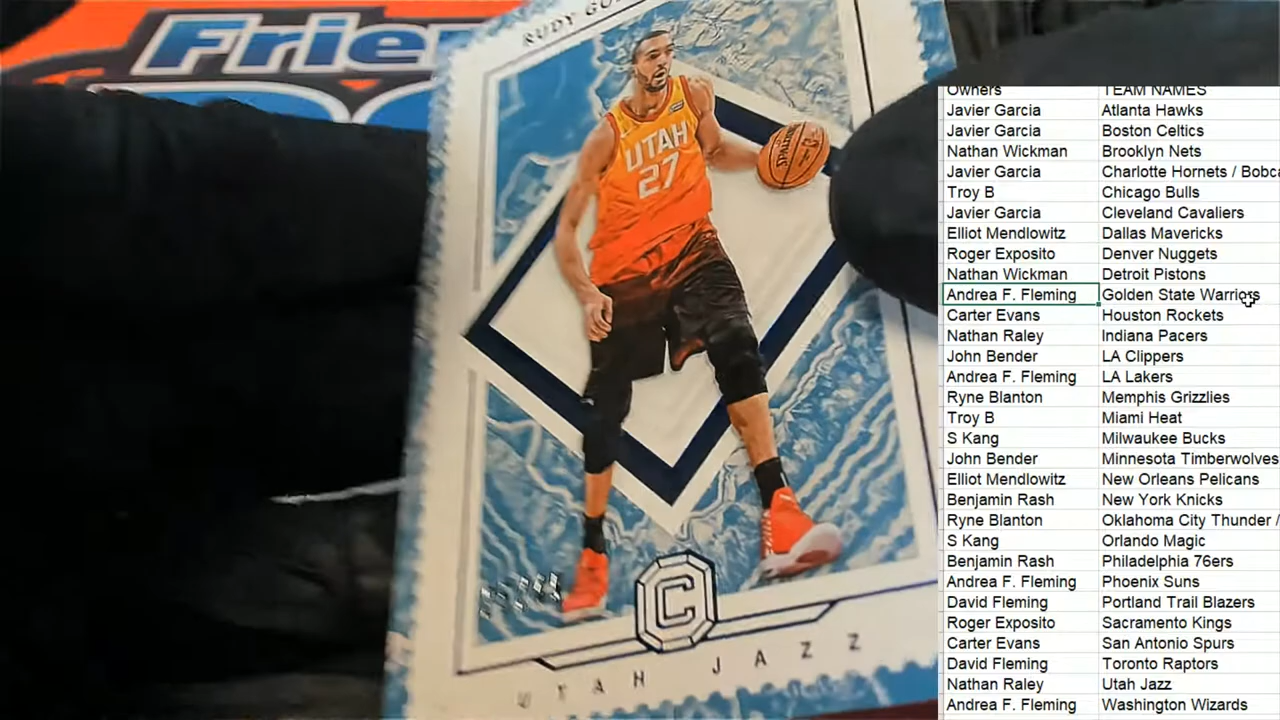 Frien
RUDY GO
UTAH
27
SPALDING
C
UTAH JAZZ
Owners TEAM NAMES
Javier Garcia Atlanta Hawks
Javier Garcia Boston Celtics
Nathan Wickman Brooklyn Nets
Javier Garcia Charlotte Hornets / Bobca
Troy B Chicago Bulls
Javier Garcia Cleveland Cavaliers
Elliot Mendlowitz Dallas Mavericks
Roger Exposito Denver Nuggets
Nathan Wickman Detroit Pistons
Andrea F. Fleming Golden State Warriors
Carter Evans Houston Rockets
Nathan Raley Indiana Pacers
John Bender LA Clippers
Andrea F. Fleming LA Lakers
Ryne Blanton Memphis Grizzlies
Troy B Miami Heat
S Kang Milwaukee Bucks
John Bender Minnesota Timberwolves
Elliot Mendlowitz New Orleans Pelicans
Benjamin Rash New York Knicks
Ryne Blanton Oklahoma City Thunder /
S Kang Orlando Magic
Benjamin Rash Philadelphia 76ers
Andrea F. Fleming Phoenix Suns
David Fleming Portland Trail Blazers
Roger Exposito Sacramento Kings
Carter Evans San Antonio Spurs
David Fleming Toronto Raptors
Nathan Raley Utah Jazz
Andrea F. Fleming Washington Wizards